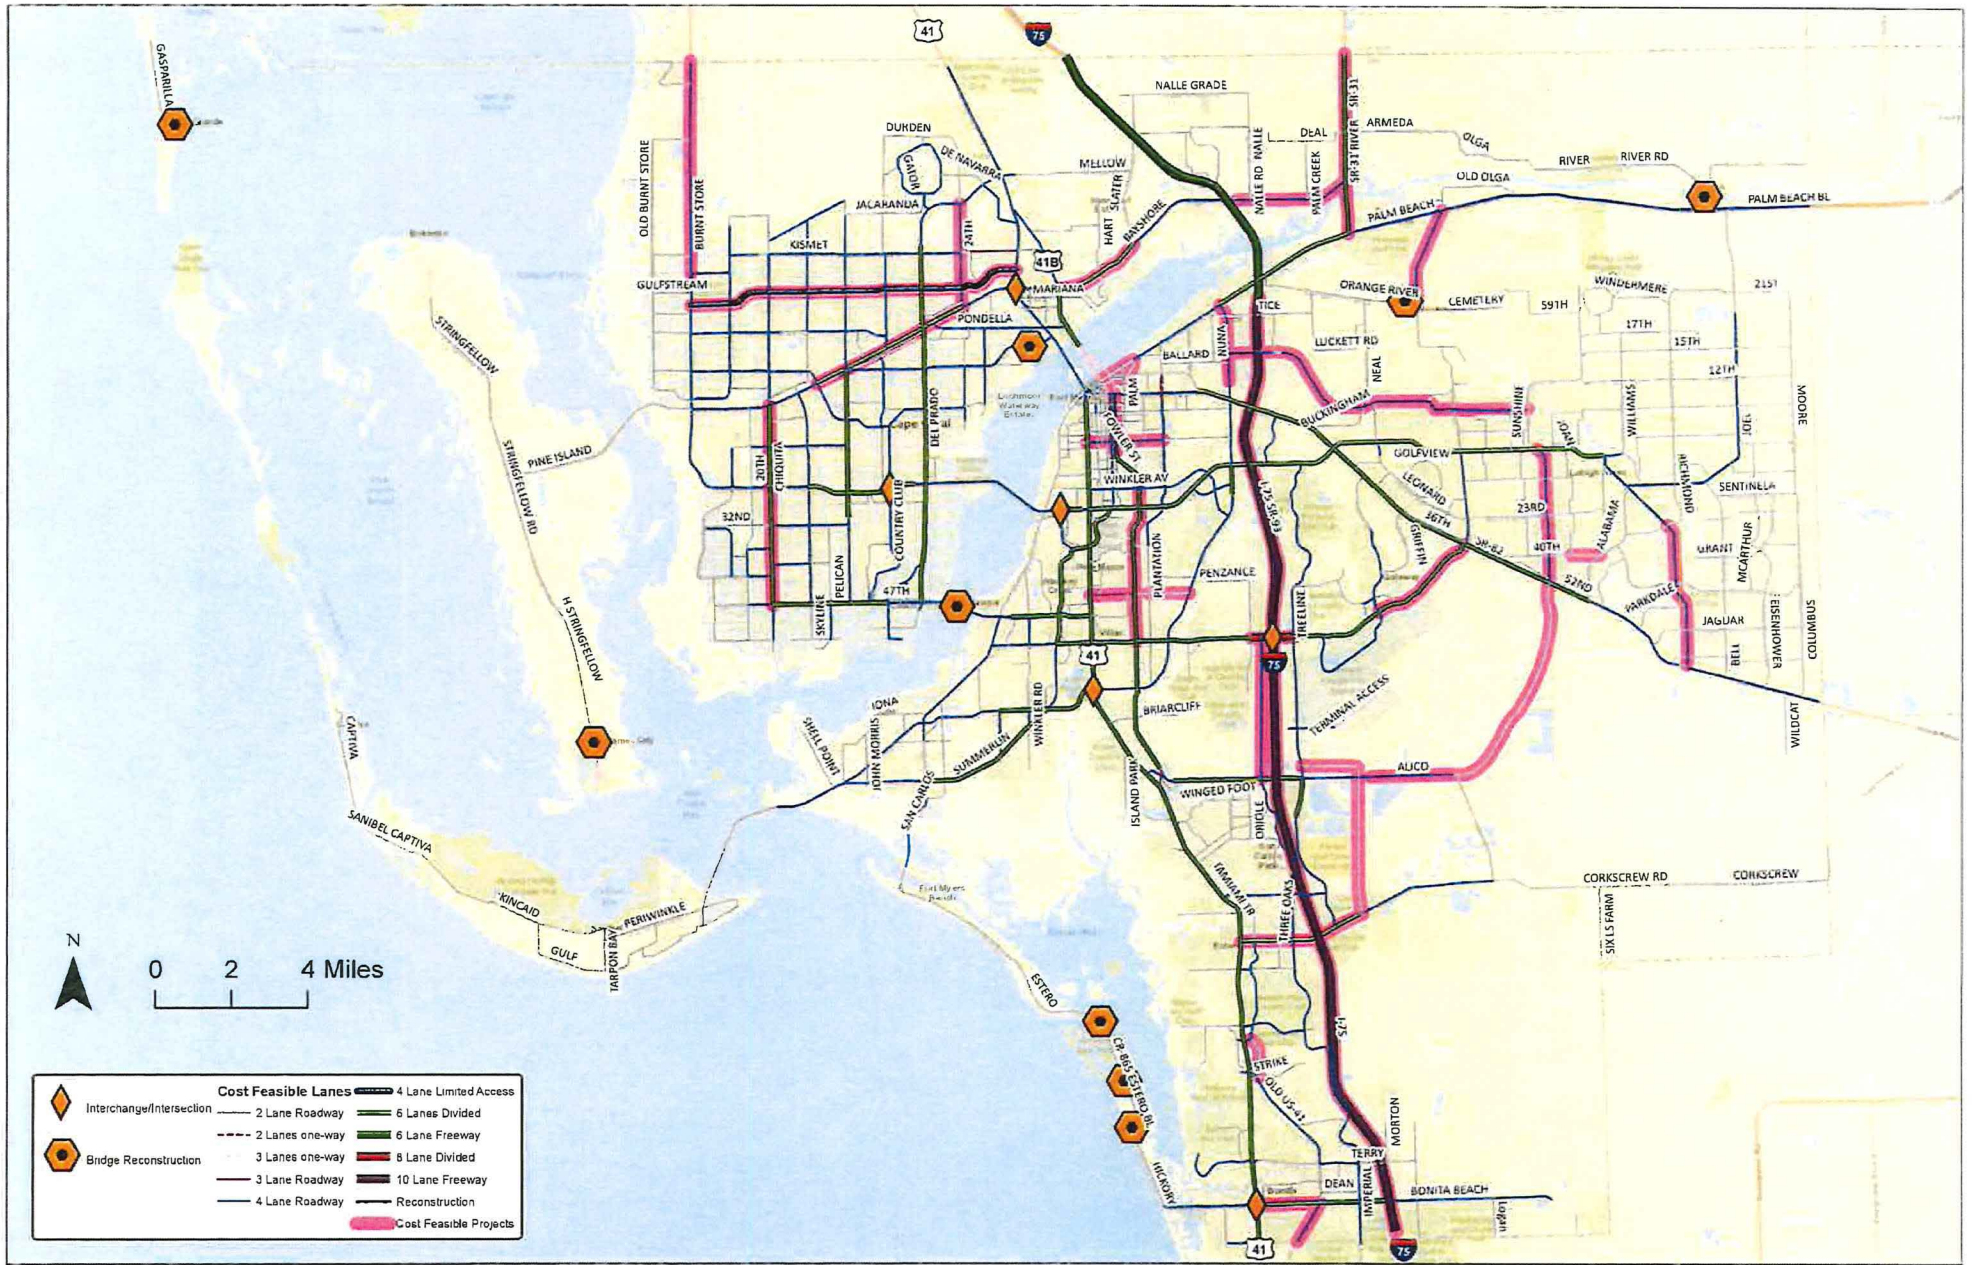 41
75
GASPARILLA
NALLE GRADE
SR-31
DURDEN
GATOR
DE NAVARRA
MELLOW
SLATER
HART
BAYSHORE
NALLE RD NALLE
DEAL
PALM CREEK
SR-31 RIVER
ARMEDA
OLGA
RIVER
RIVER RD
OLD OLGA
PALM BEACH
PALM BEACH BL
OLD BURNT STORE
BURNT STORE
JACARANDA
KISMET
24TH
41B
GULFSTREAM
MARIANA
PONDELLA
TICE
ORANGE RIVER
CEMETERY
59TH
WINDERMERE
21ST
17TH
15TH
12TH
STRINGFELLOW
NUNA
BALLARD
LUCKETT RD
NEAL
PALM
FOWLER ST
BUCKINGHAM
SUNSHINE
WILLIAMS
MOORE
JOEL
JOAN
DEL PRADO
STRINGFELLOW RD
PINE ISLAND
20TH
CHIQUITA
COUNTRY CLUB
WINKLER AV
GOLFVIEW
LEONARD
RICHMOND
SENTINELA
32ND
I-75 SR-93
36TH
23RD
ALABAMA
SR-82
GRIFFIN
40TH
GRANT
MCARTHUR
PELICAN
SKYLINE
47TH
PLANTATION
PENZANCE
TREELINE
52ND
PARKDALE
JAGUAR
BELL
EISENHOWER
COLUMBUS
H STRINGFELLOW
41
75
IONA
SHELL POINT
JOHN MORRIS
WINKLER RD
BRIARCLIFF
TERMINAL ACCESS
WILDCAT
CAPTIVA
SUMMERLIN
SAN CARLOS
ISLAND PARK
WINGED FOOT
ALICO
ORIOLE
SANIBEL CAPTIVA
TAMIAMI TR
THREE OAKS
CORKSCREW RD
CORKSCREW
SIX LS FARM
Fort Myers
Beach
KINCAID
PERIWINKLE
GULF
TARPON BAY
N
0 2 4 Miles
ESTERO
I-75
CR-865 ESTERO BL
STRIKE
OLD US-41
MORTON
TERRY
HICKORY
DEAN
IMPERIAL
BONITA BEACH
Logan
41
75
Interchange/Intersection
Bridge Reconstruction
Cost Feasible Lanes
2 Lane Roadway
2 Lanes one-way
3 Lanes one-way
3 Lane Roadway
4 Lane Roadway
4 Lane Limited Access
6 Lanes Divided
6 Lane Freeway
8 Lane Divided
10 Lane Freeway
Reconstruction
Cost Feasible Projects